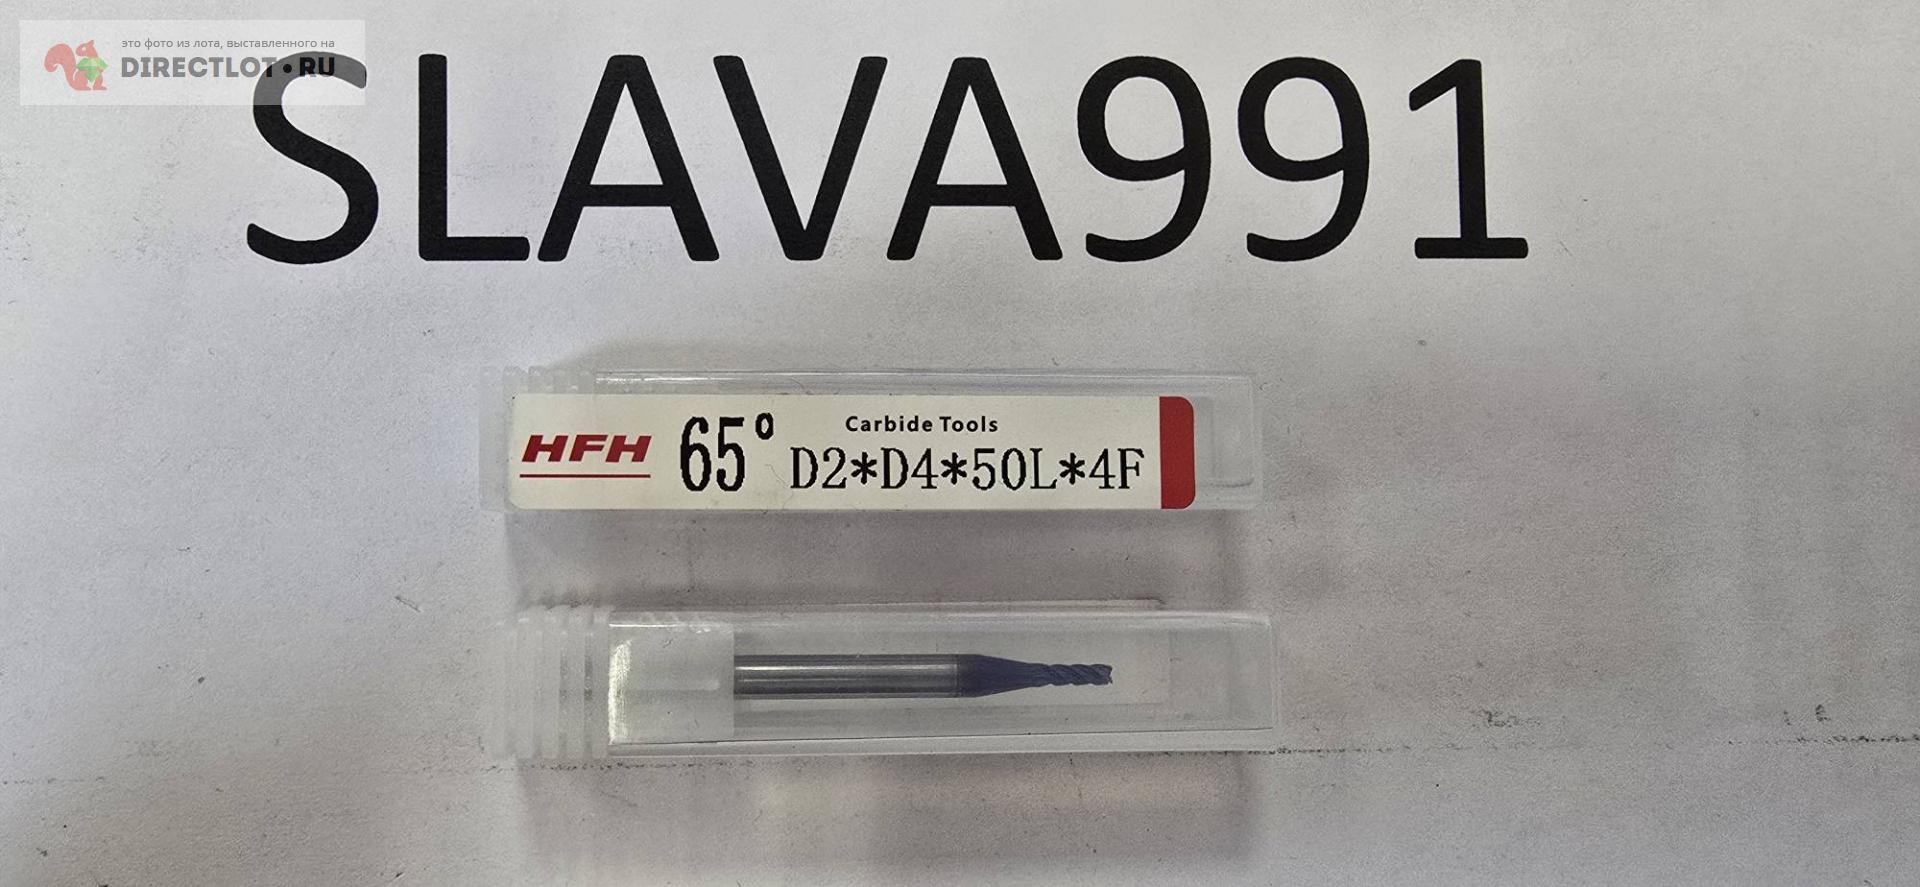 это фото из лота, выставленного на
DIRECTLOT•RU
SLAVA991
HFH
65°
Carbide Tools
D2*D4*50L*4F